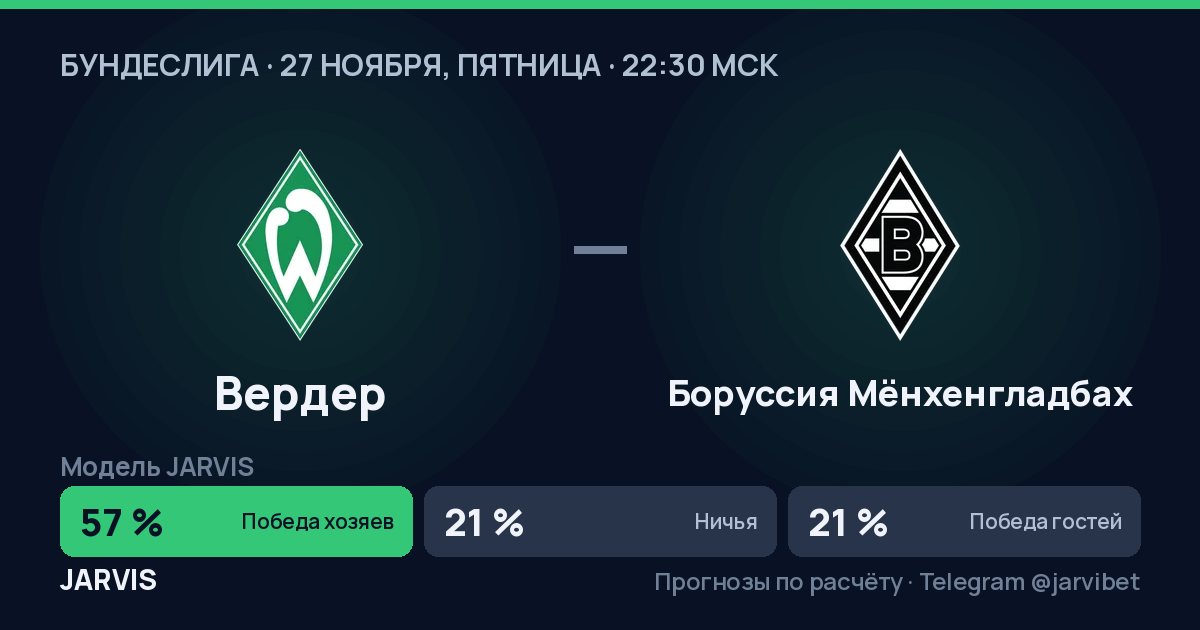 БУНДЕСЛИГА · 27 НОЯБРЯ, ПЯТНИЦА · 22:30 МСК
W
B
Вердер
Боруссия Мёнхенгладбах
Модель JARVIS
57 % Победа хозяев
21 % Ничья
21 % Победа гостей
JARVIS
Прогнозы по расчёту · Telegram @jarvibet